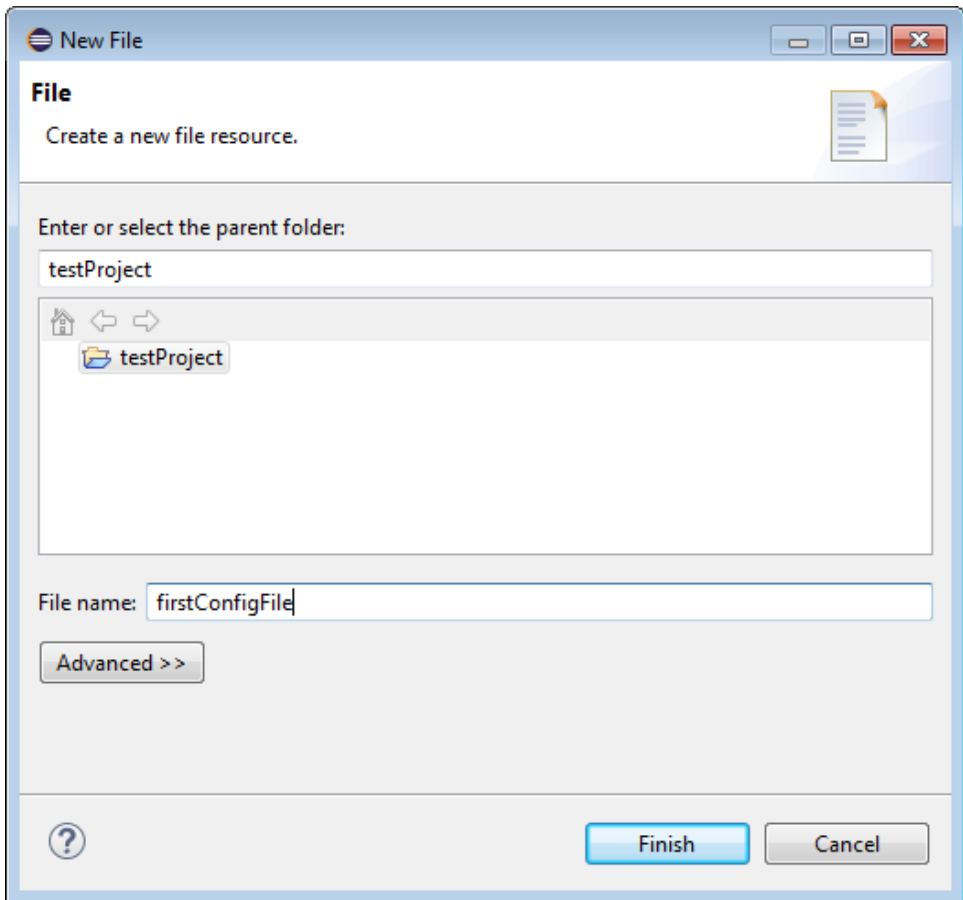 New File
File
Create a new file resource.
Enter or select the parent folder:
testProject
testProject
File name: firstConfigFile
Advanced >>
Finish Cancel